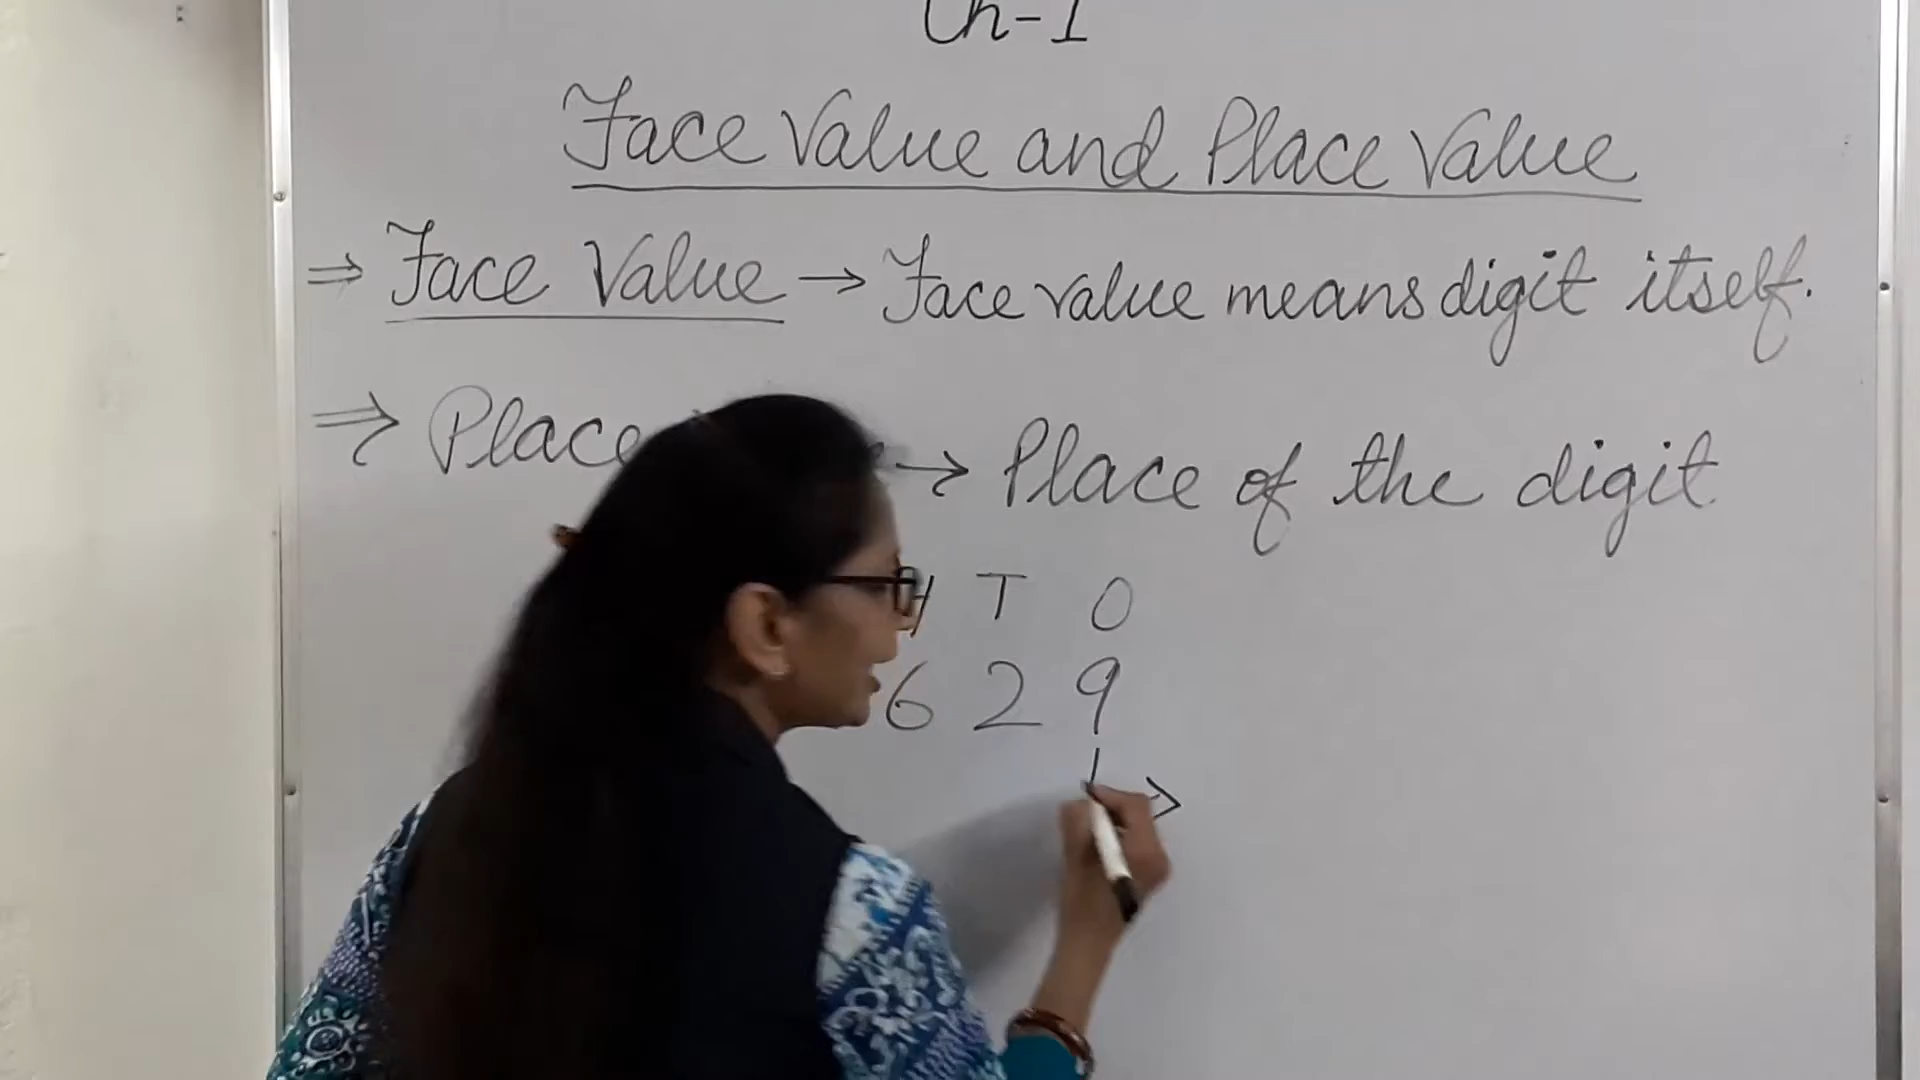 Ch-1
Face Value and Place Value
⇒ Face Value → Face value means digit itself.
⇒ Place → Place of the digit
H T O
6 2 9